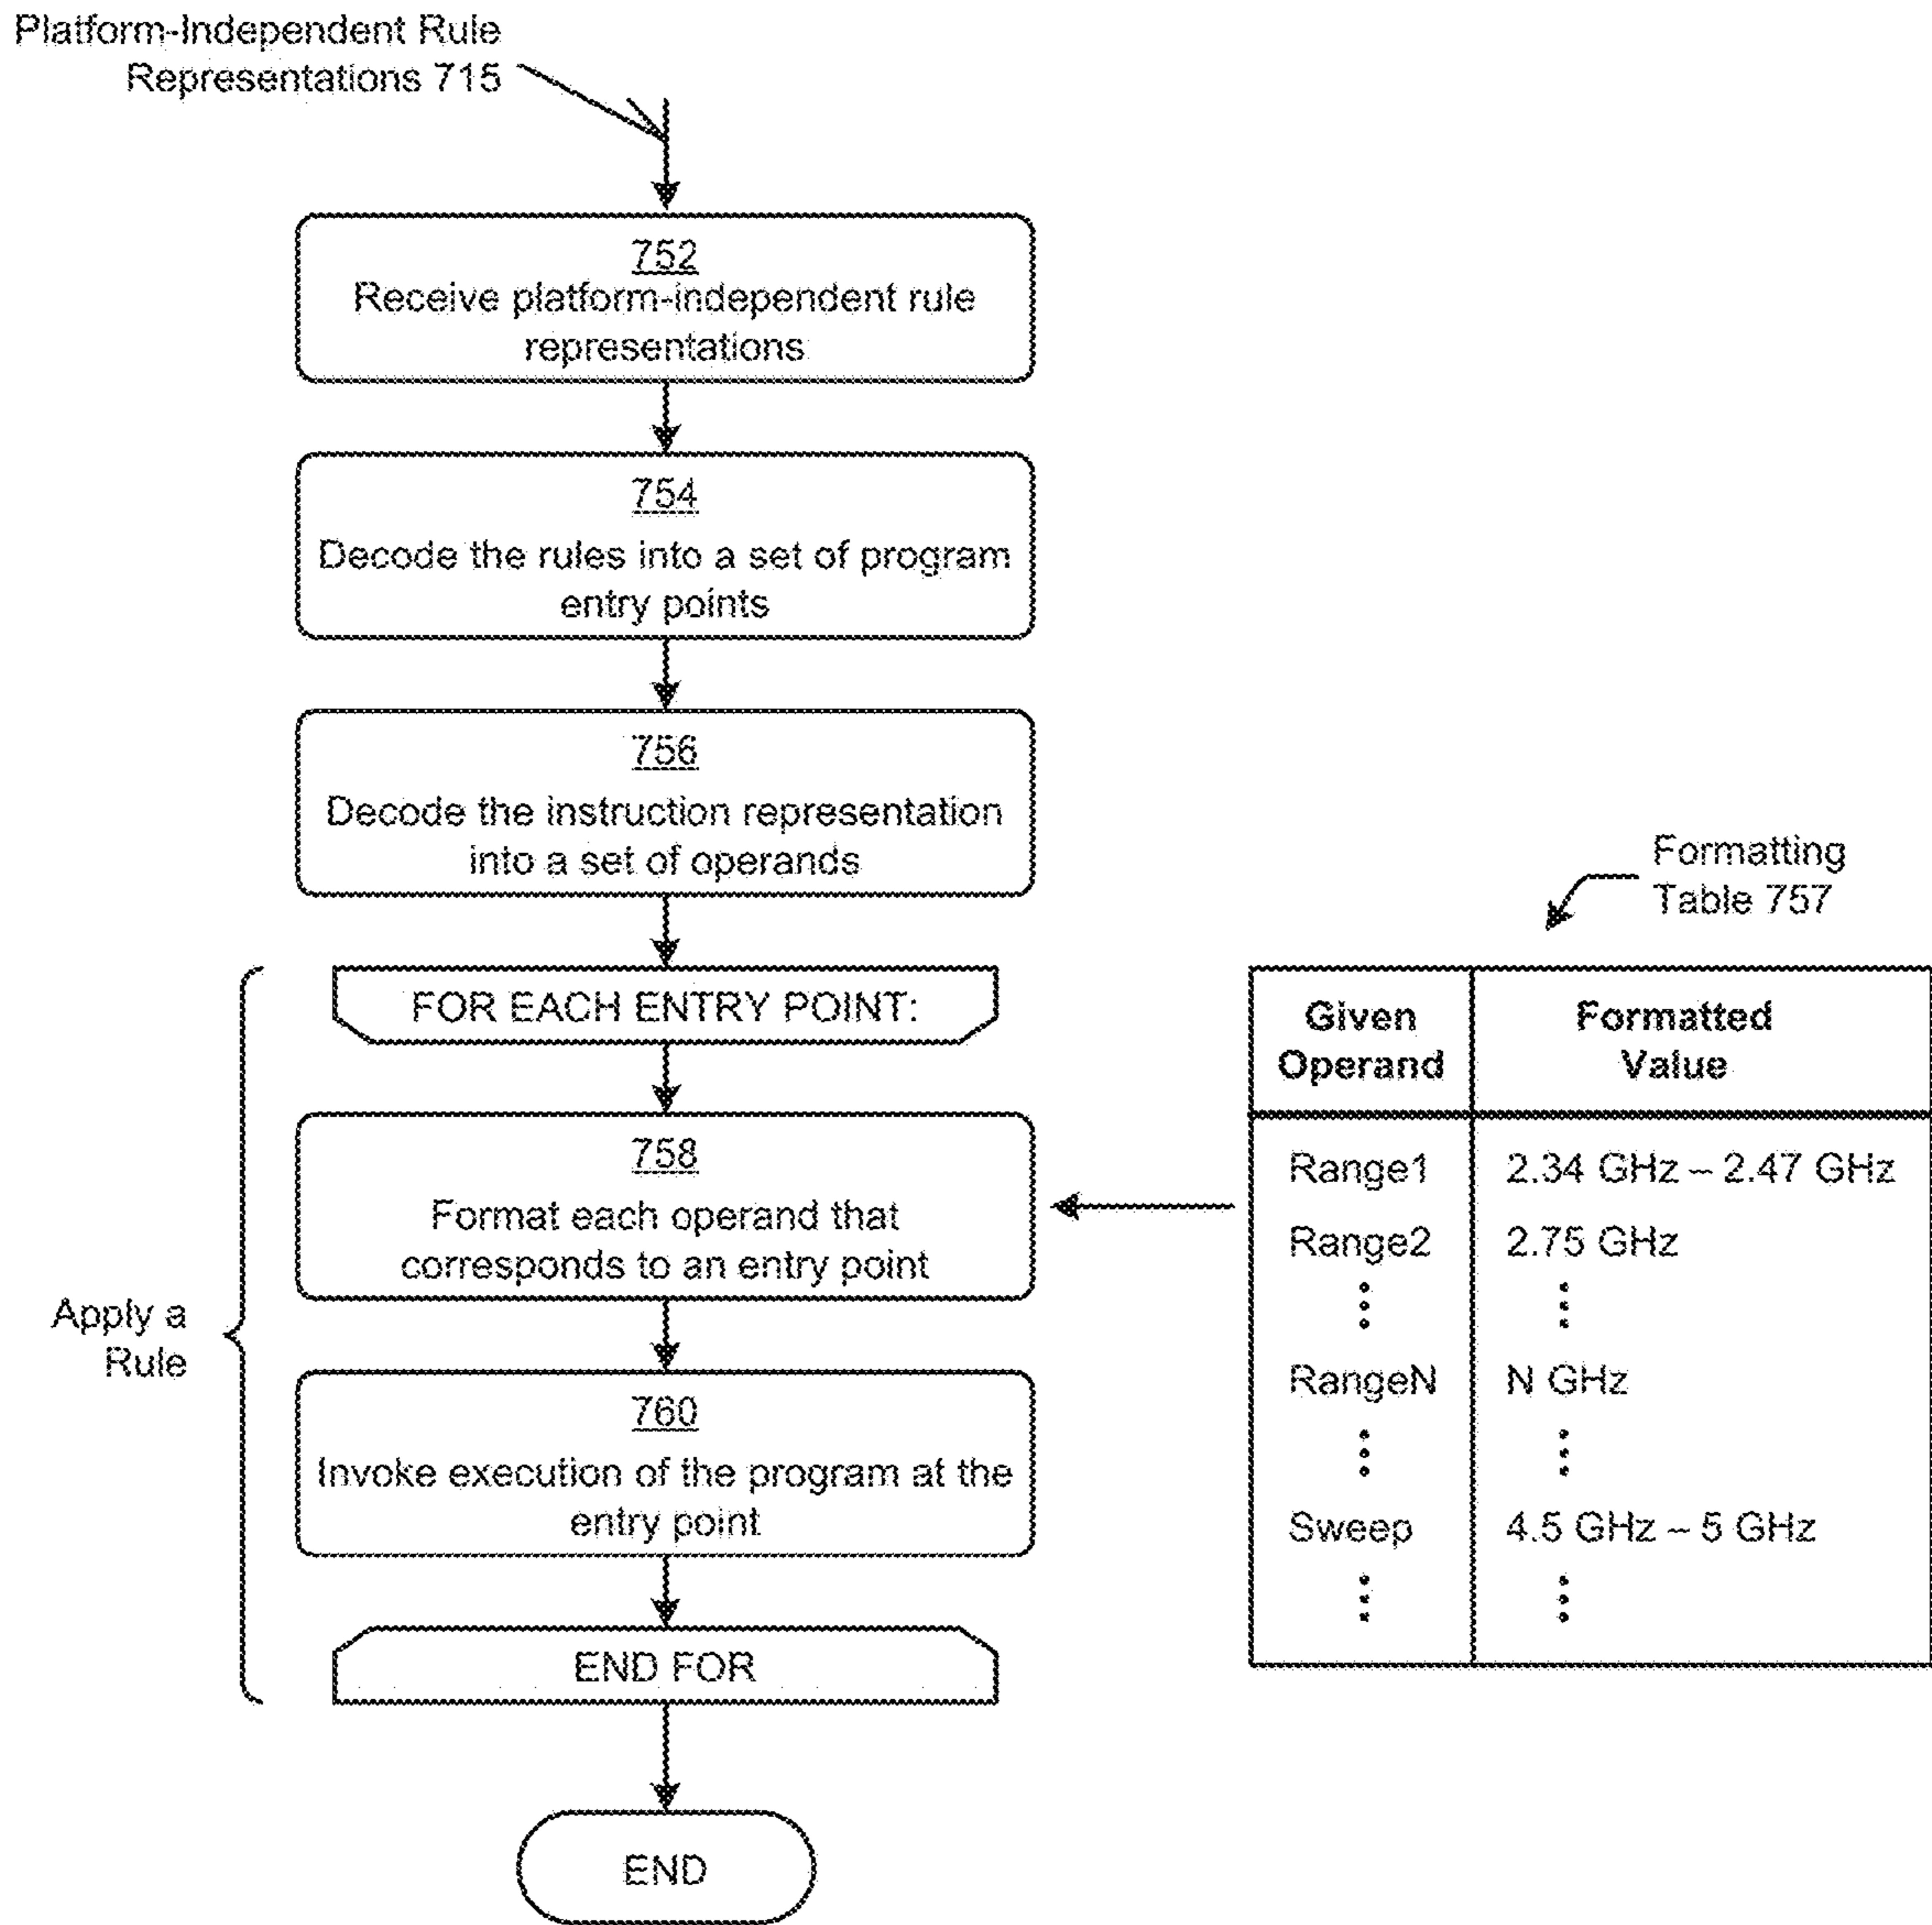 Platform-Independent Rule
Representations 715
752
Receive platform-independent rule
representations
754
Decode the rules into a set of program
entry points
756
Decode the instruction representation
into a set of operands
FOR EACH ENTRY POINT:
758
Format each operand that
corresponds to an entry point
760
Invoke execution of the program at the
entry point
END FOR
END
Apply a
Rule
Formatting
Table 757
Given
Operand
Formatted
Value
Range1 2.34 GHz – 2.47 GHz
Range2 2.75 GHz
RangeN N GHz
Sweep 4.5 GHz – 5 GHz